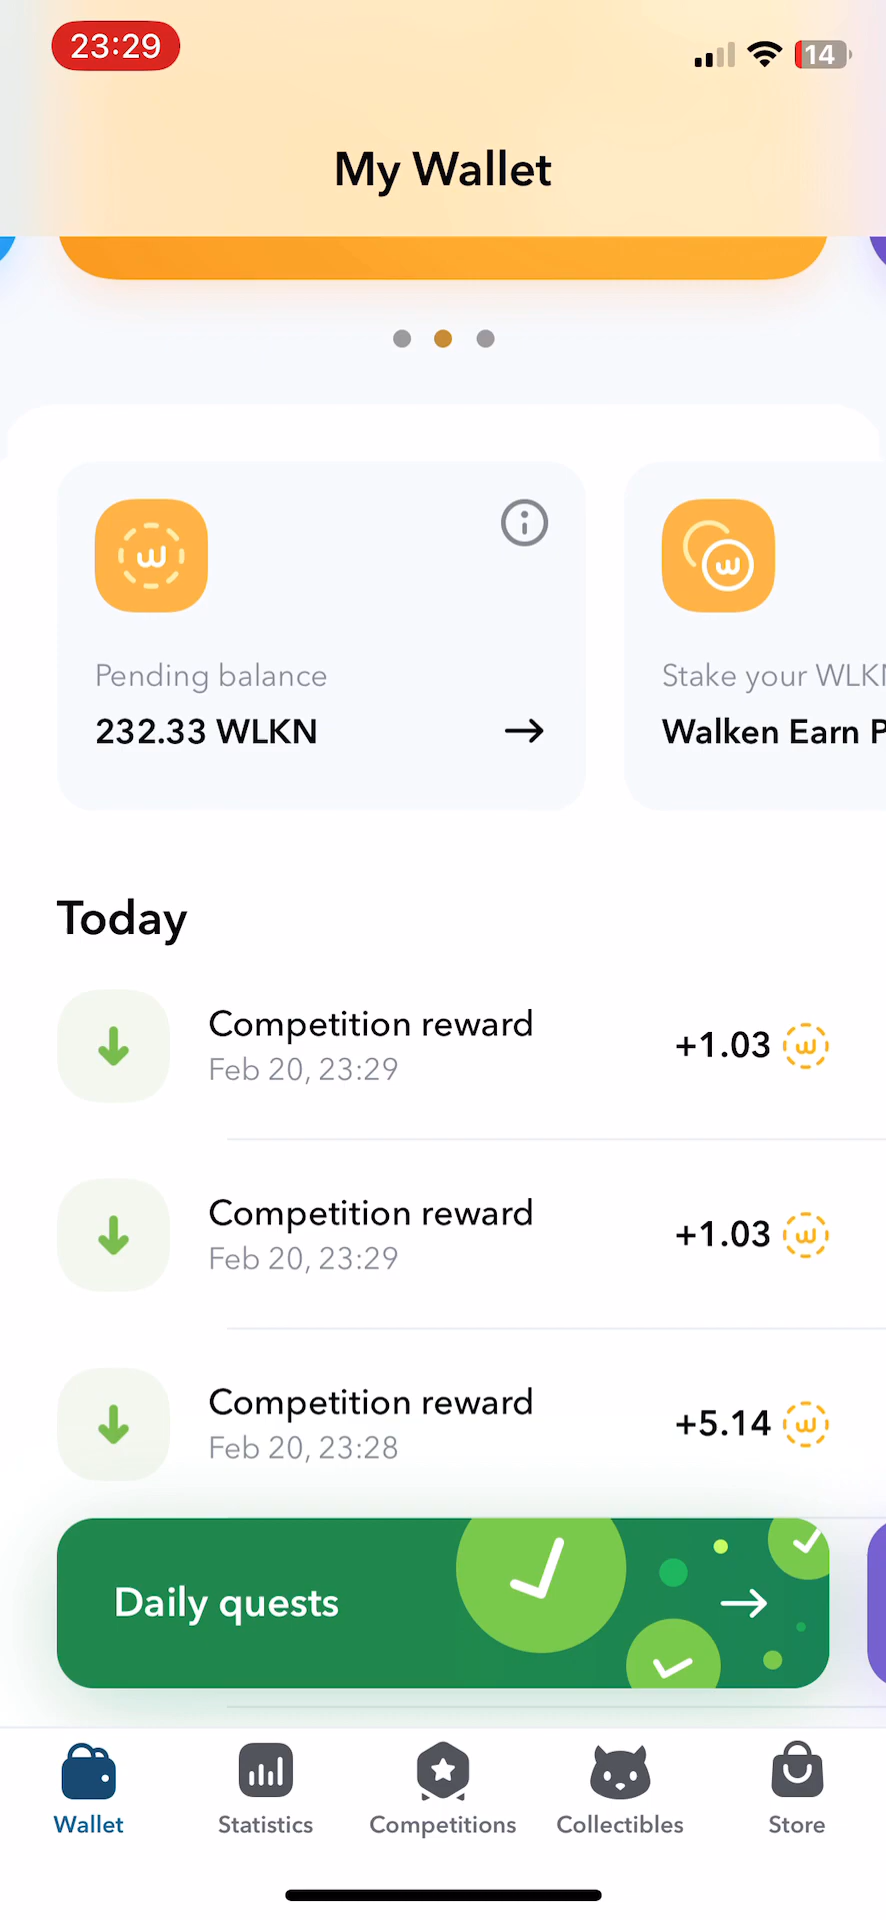 23:29
14
My Wallet
Pending balance
232.33 WLKN
Stake your WLKN
Walken Earn P
Today
Competition reward
Feb 20, 23:29
+1.03
Competition reward
Feb 20, 23:29
+1.03
Competition reward
Feb 20, 23:28
+5.14
Daily quests
Wallet
Statistics
Competitions
Collectibles
Store